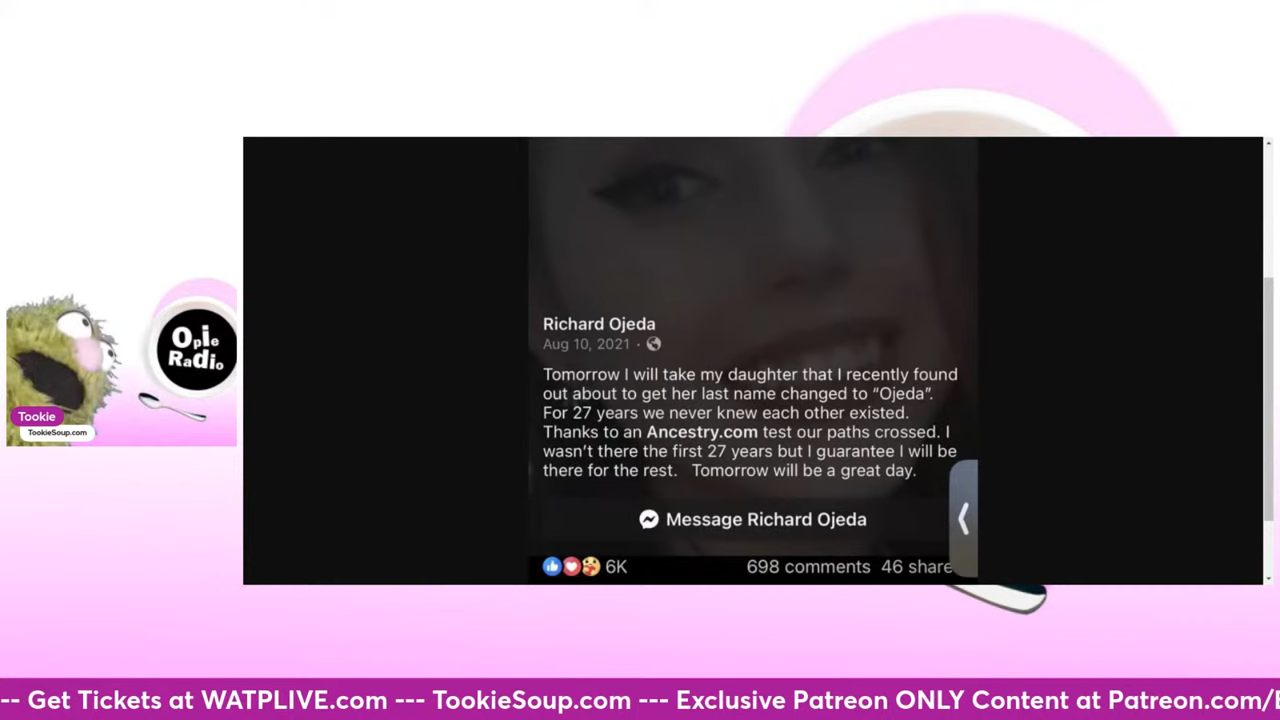 Richard Ojeda
Aug 10, 2021 ·
Tomorrow I will take my daughter that I recently found
out about to get her last name changed to “Ojeda”.
For 27 years we never knew each other existed.
Thanks to an Ancestry.com test our paths crossed. I
wasn’t there the first 27 years but I guarantee I will be
there for the rest. Tomorrow will be a great day.
Message Richard Ojeda
6K 698 comments 46 share
Opie
Radio
Tookie
TookieSoup.com
-- Get Tickets at WATPLIVE.com --- TookieSoup.com --- Exclusive Patreon ONLY Content at Patreon.com/